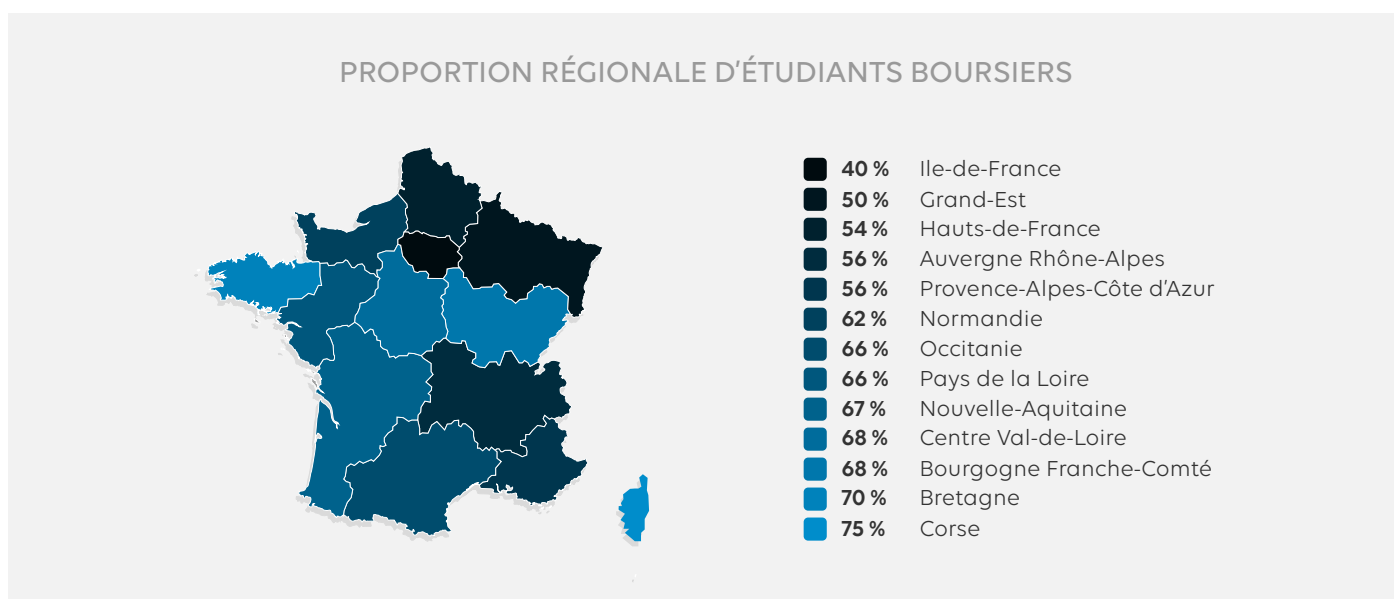 PROPORTION RÉGIONALE D'ÉTUDIANTS BOURSIERS
40 % Ile-de-France
50 % Grand-Est
54 % Hauts-de-France
56 % Auvergne Rhône-Alpes
56 % Provence-Alpes-Côte d'Azur
62 % Normandie
66 % Occitanie
66 % Pays de la Loire
67 % Nouvelle-Aquitaine
68 % Centre Val-de-Loire
68 % Bourgogne Franche-Comté
70 % Bretagne
75 % Corse